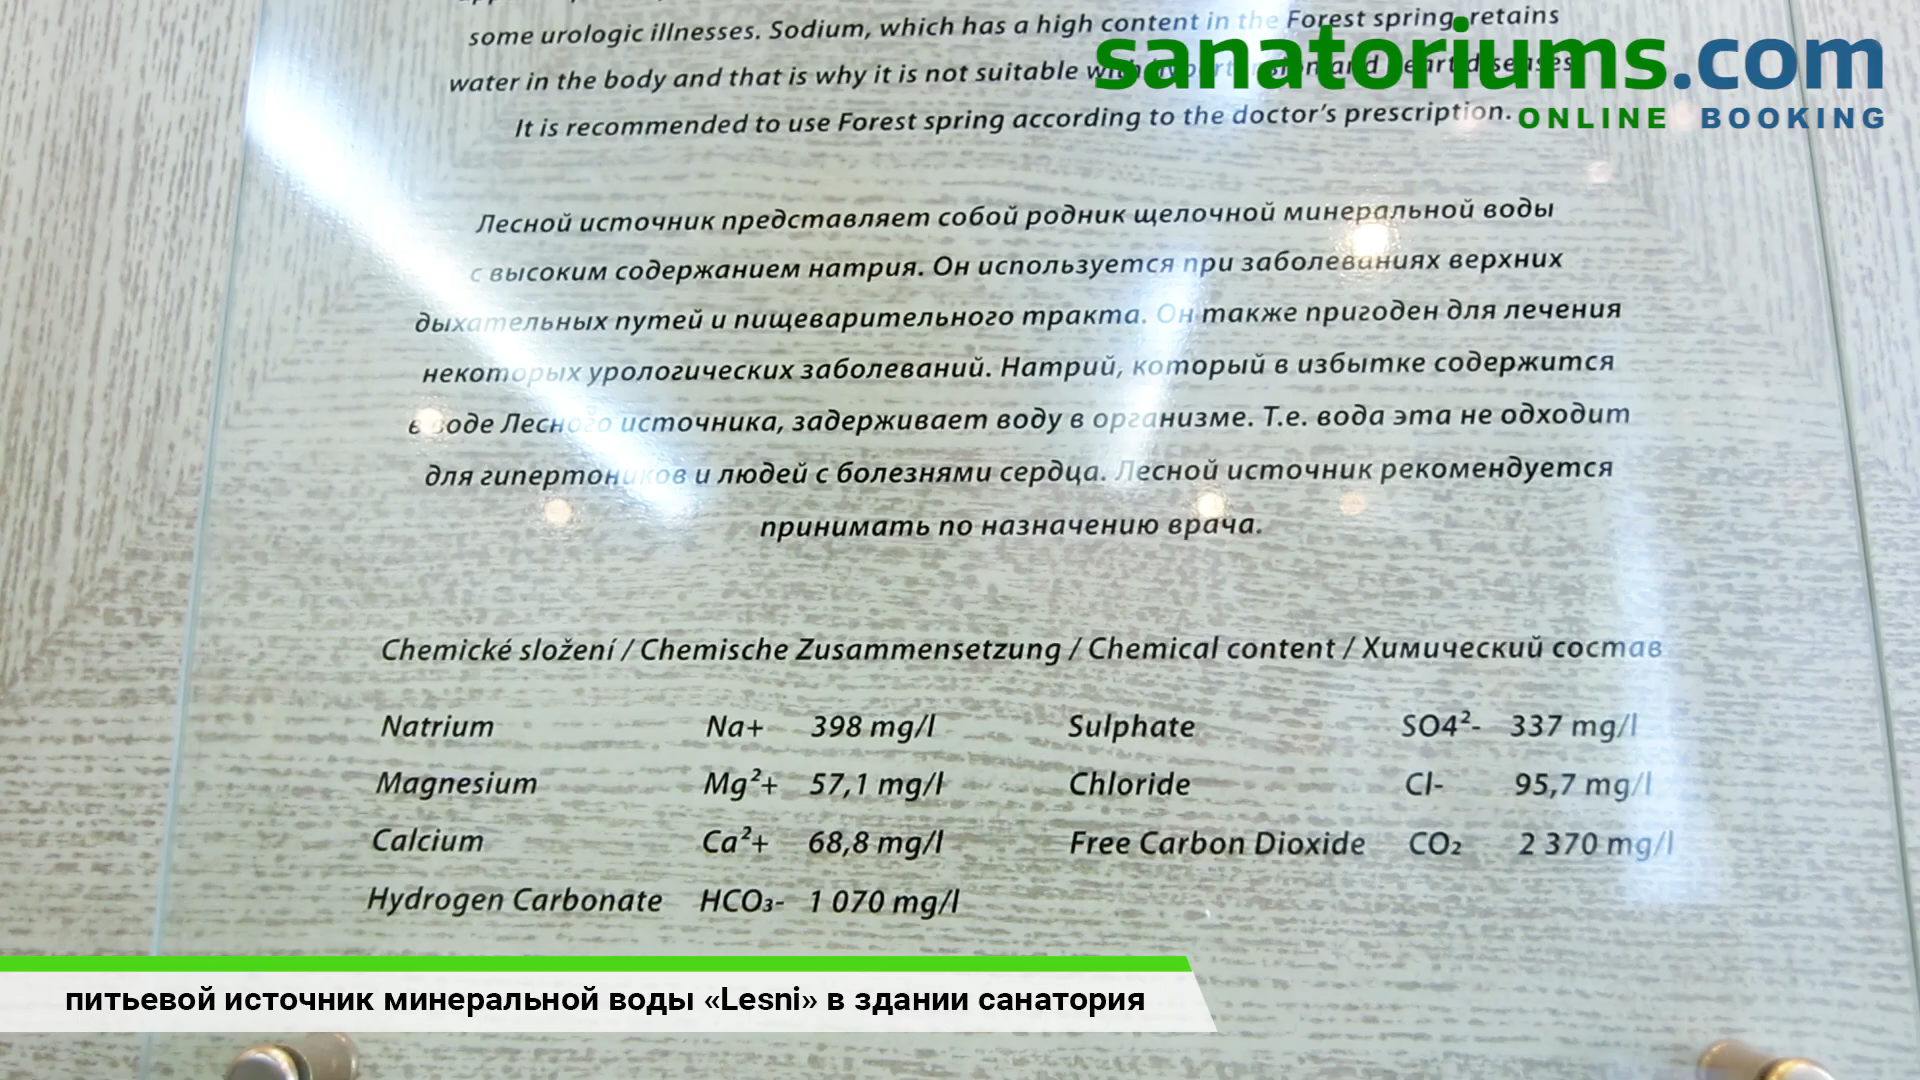 some urologic illnesses. Sodium, which has a high content in the Forest spring, retains
water in the body and that is why it is not suitable with hypertension and heart diseases
It is recommended to use Forest spring according to the doctor's prescription.
sanatoriums.com
ONLINE BOOKING
Лесной источник представляет собой родник щелочной минеральной воды
с высоким содержанием натрия. Он используется при заболеваниях верхних
дыхательных путей и пищеварительного тракта. Он также пригоден для лечения
некоторых урологических заболеваний. Натрий, который в избытке содержится
в воде Лесного источника, задерживает воду в организме. Т.е. вода эта не одходит
для гипертоников и людей с болезнями сердца. Лесной источник рекомендуется
принимать по назначению врача.
Chemické složení / Chemische Zusammensetzung / Chemical content / Химический состав
Natrium Na+ 398 mg/l Sulphate SO4²- 337 mg/l
Magnesium Mg²+ 57,1 mg/l Chloride Cl- 95,7 mg/l
Calcium Ca²+ 68,8 mg/l Free Carbon Dioxide CO₂ 2 370 mg/l
Hydrogen Carbonate HCO₃- 1 070 mg/l
питьевой источник минеральной воды «Lesni» в здании санатория